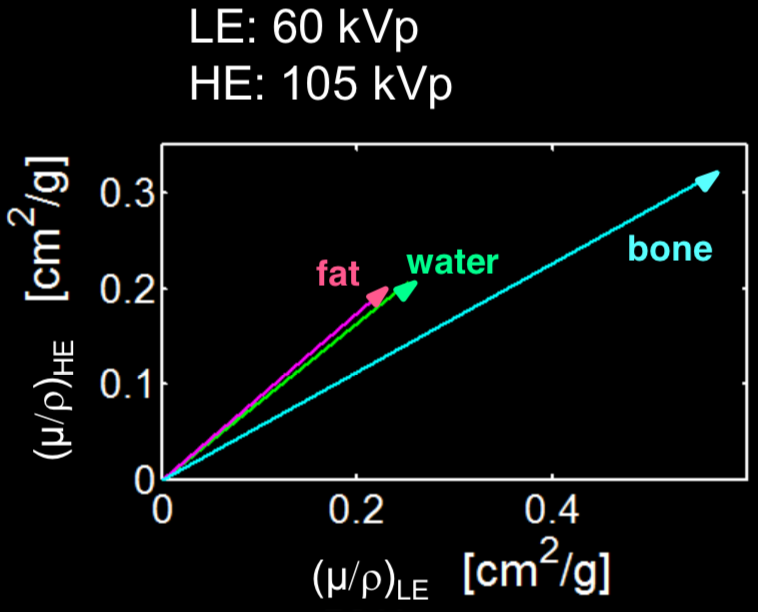 LE: 60 kVp
HE: 105 kVp
(μ/ρ)HE [cm²/g]
0.3
0.2
0.1
0
fat
water
bone
0
0.2
0.4
(μ/ρ)LE [cm²/g]